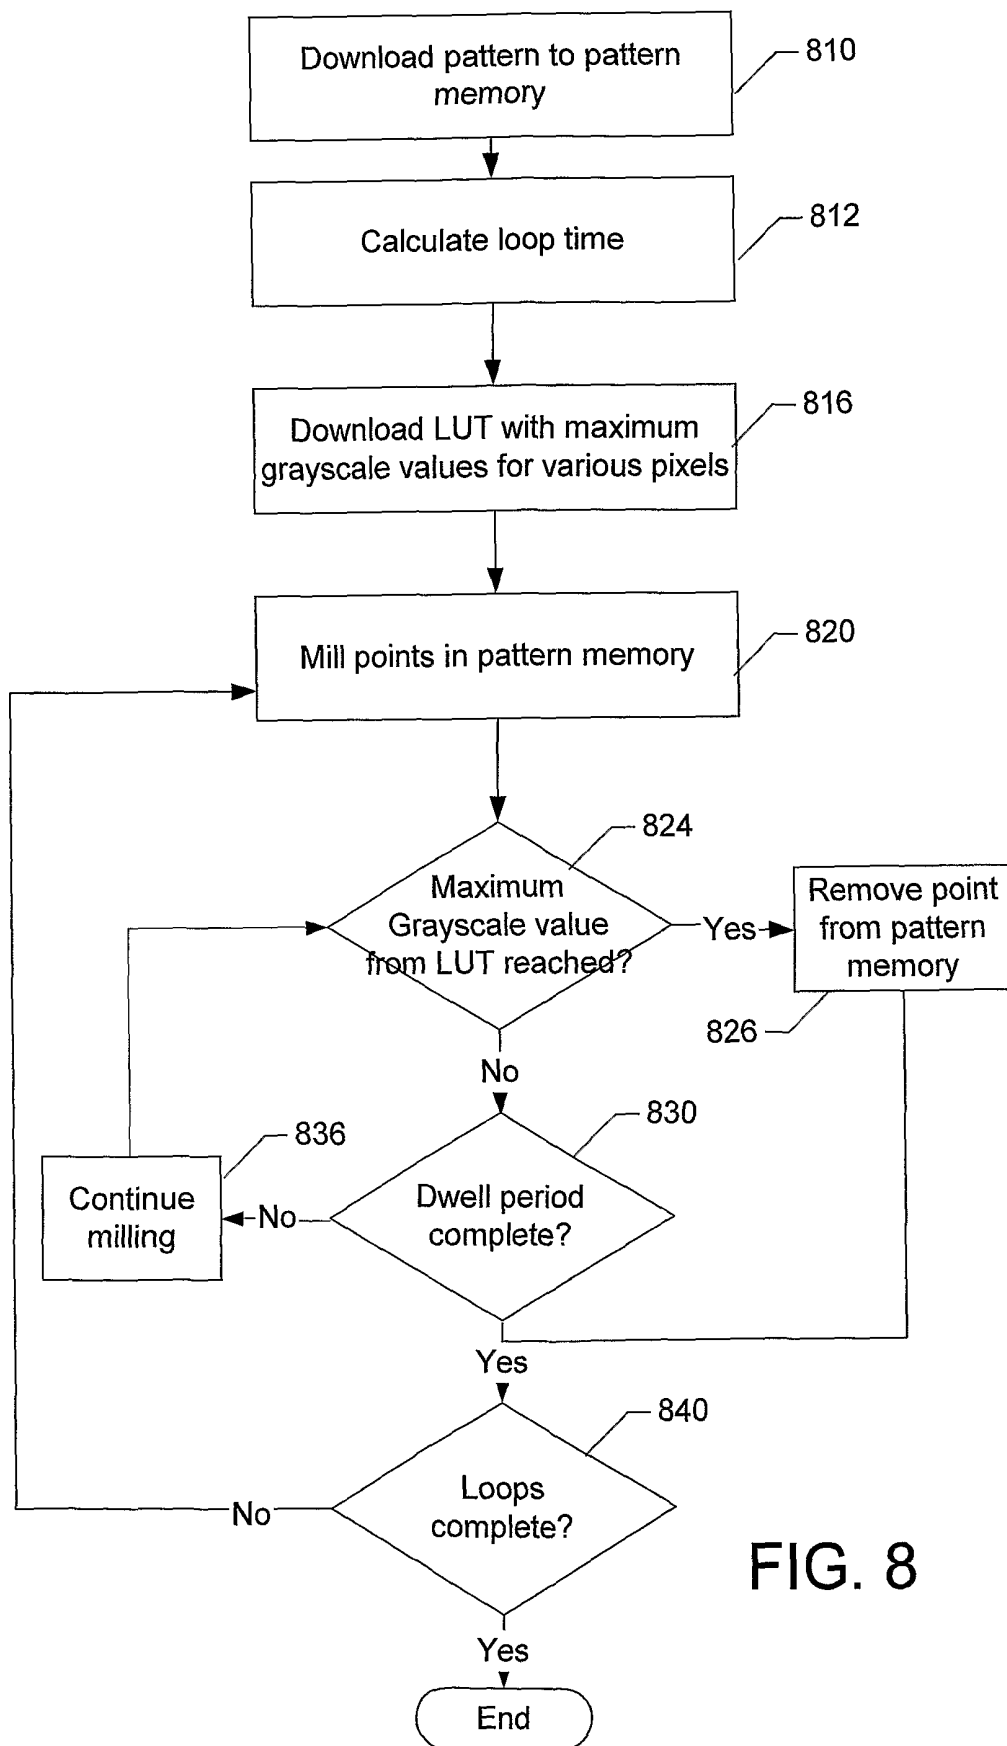 Download pattern to pattern
memory
810
Calculate loop time
812
Download LUT with maximum
grayscale values for various pixels
816
Mill points in pattern memory
820
Maximum
Grayscale value
from LUT reached?
824
Yes
Remove point
from pattern
memory
826
No
Dwell period
complete?
830
No
Continue
milling
836
Yes
Loops
complete?
840
No
Yes
End
FIG. 8